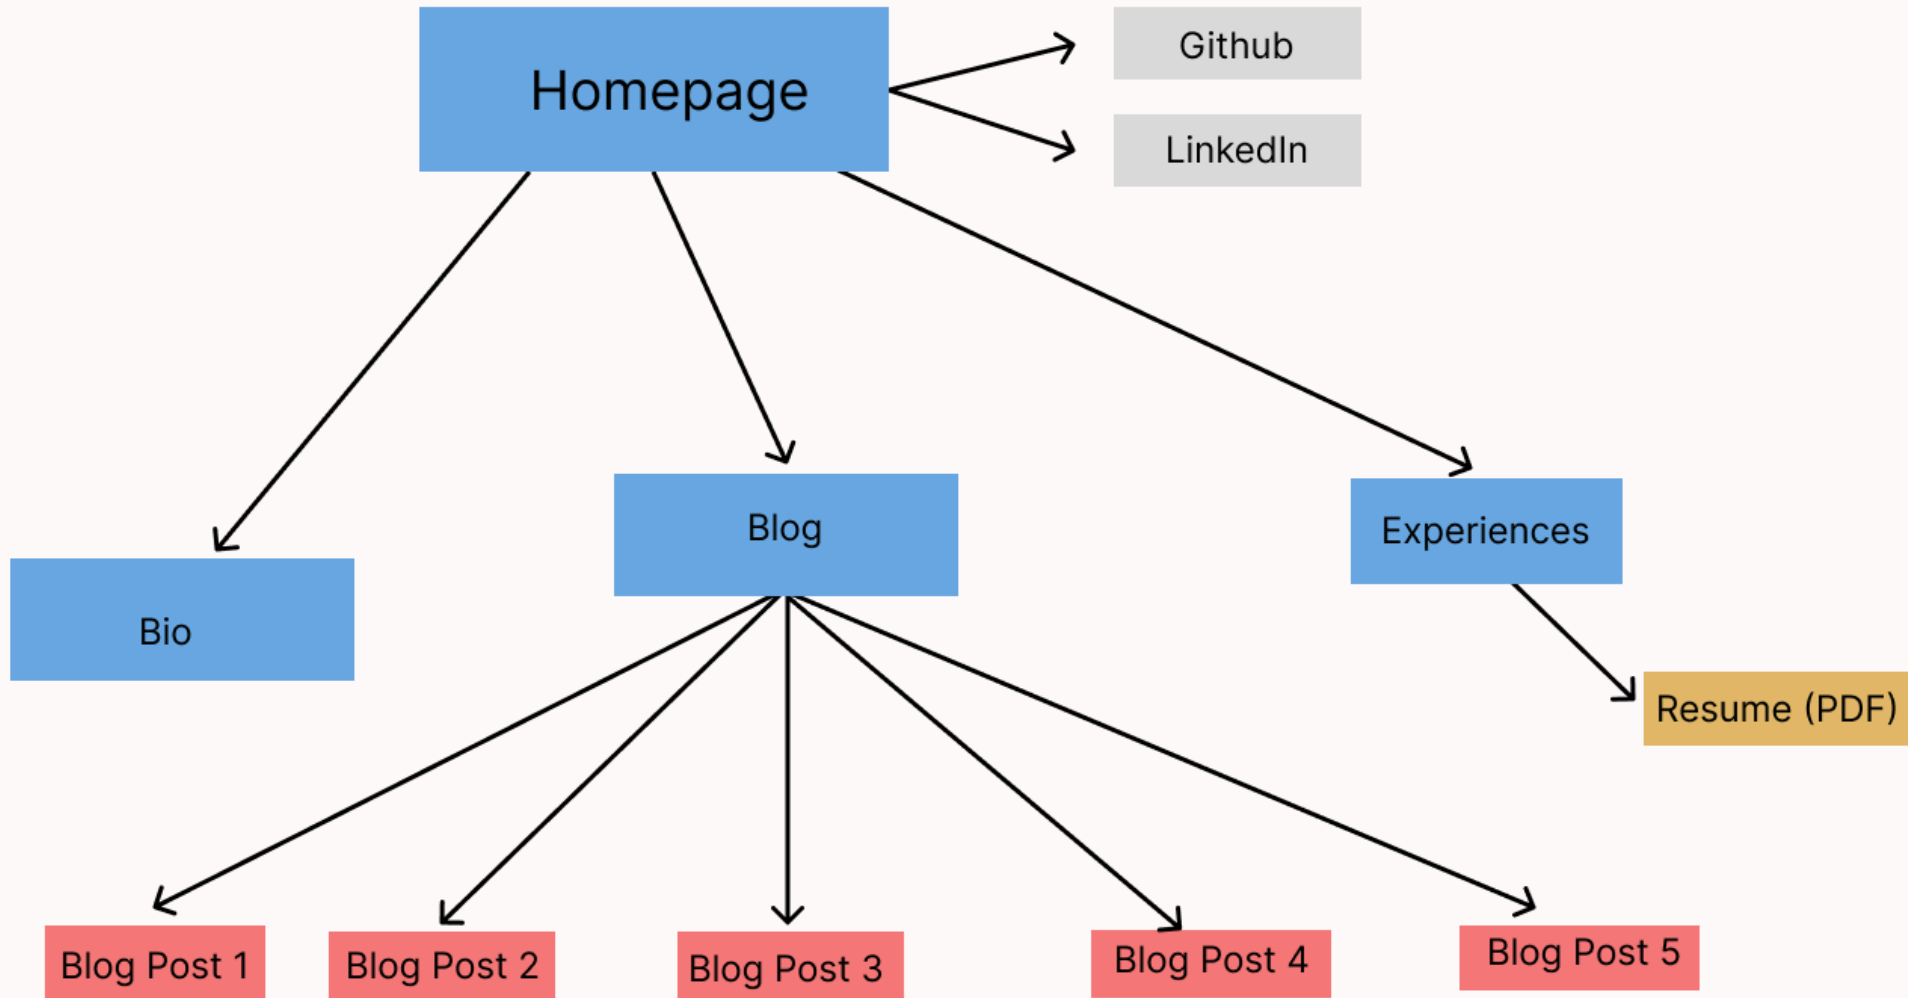 Homepage
Github
LinkedIn
Blog
Experiences
Bio
Resume (PDF)
Blog Post 1
Blog Post 2
Blog Post 3
Blog Post 4
Blog Post 5